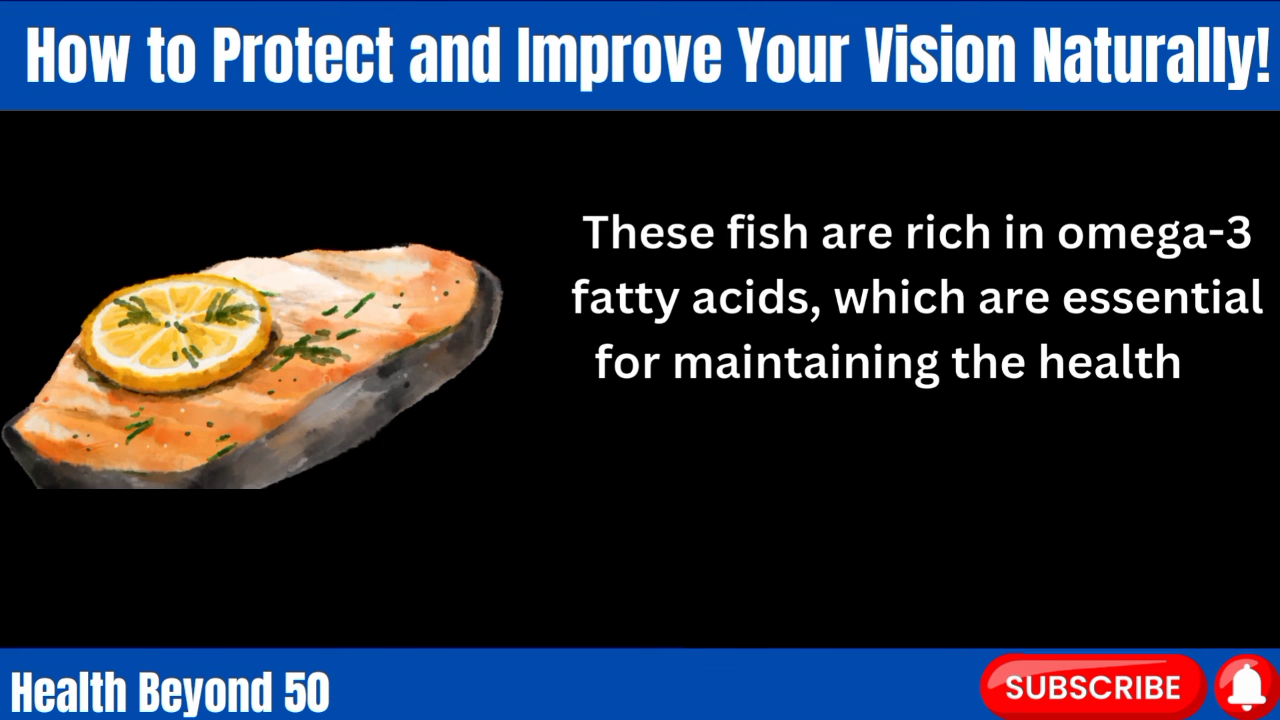 How to Protect and Improve Your Vision Naturally!
These fish are rich in omega-3
fatty acids, which are essential
for maintaining the health
Health Beyond 50
SUBSCRIBE